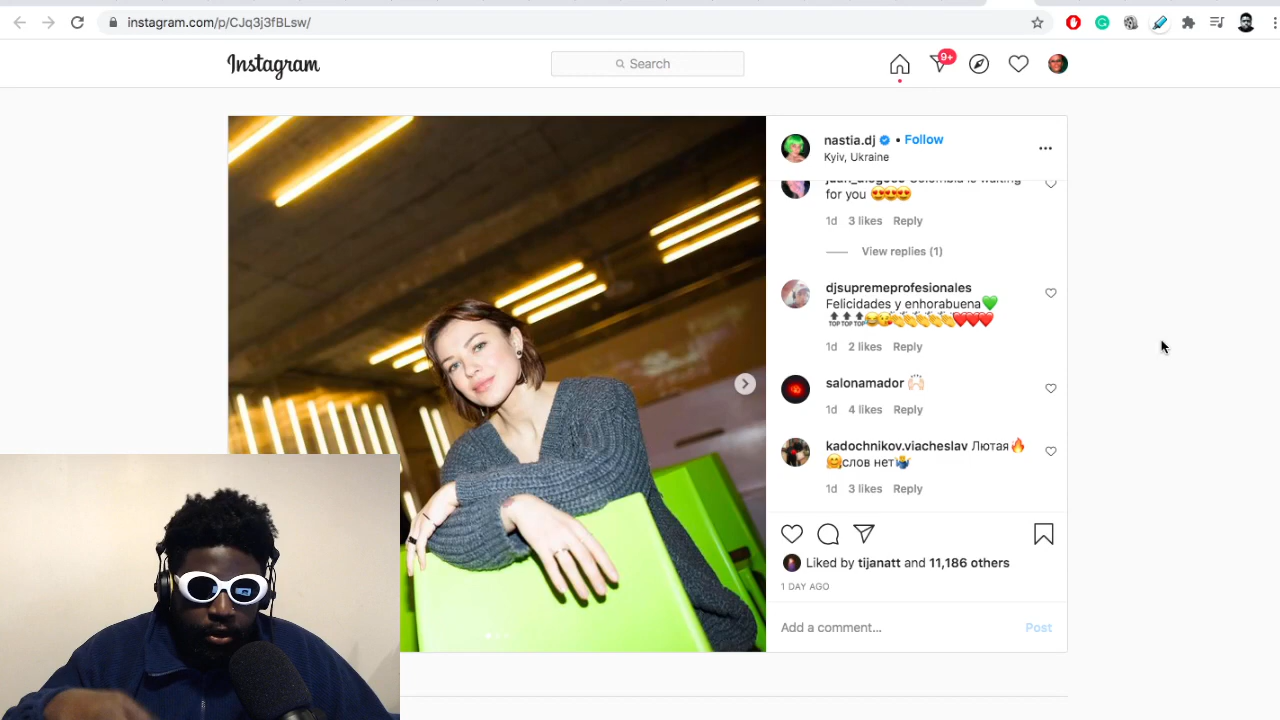 instagram.com/p/CJq3j3fBLsw/
Instagram
Search
9+
nastia.dj • Follow
Kyiv, Ukraine
is waiting
for you 😍😍😍
1d 3 likes Reply
View replies (1)
djsupremeprofesionales
Felicidades y enhorabuena💚
🔝🔝🔝😂😘👏👏👏👏👏❤️❤️❤️
1d 2 likes Reply
salonamador 🙌🏻
1d 4 likes Reply
kadochnikov.viacheslav Лютая🔥
🤗слов нет🤷‍♂️
1d 3 likes Reply
Liked by tijanatt and 11,186 others
1 DAY AGO
Add a comment...
Post